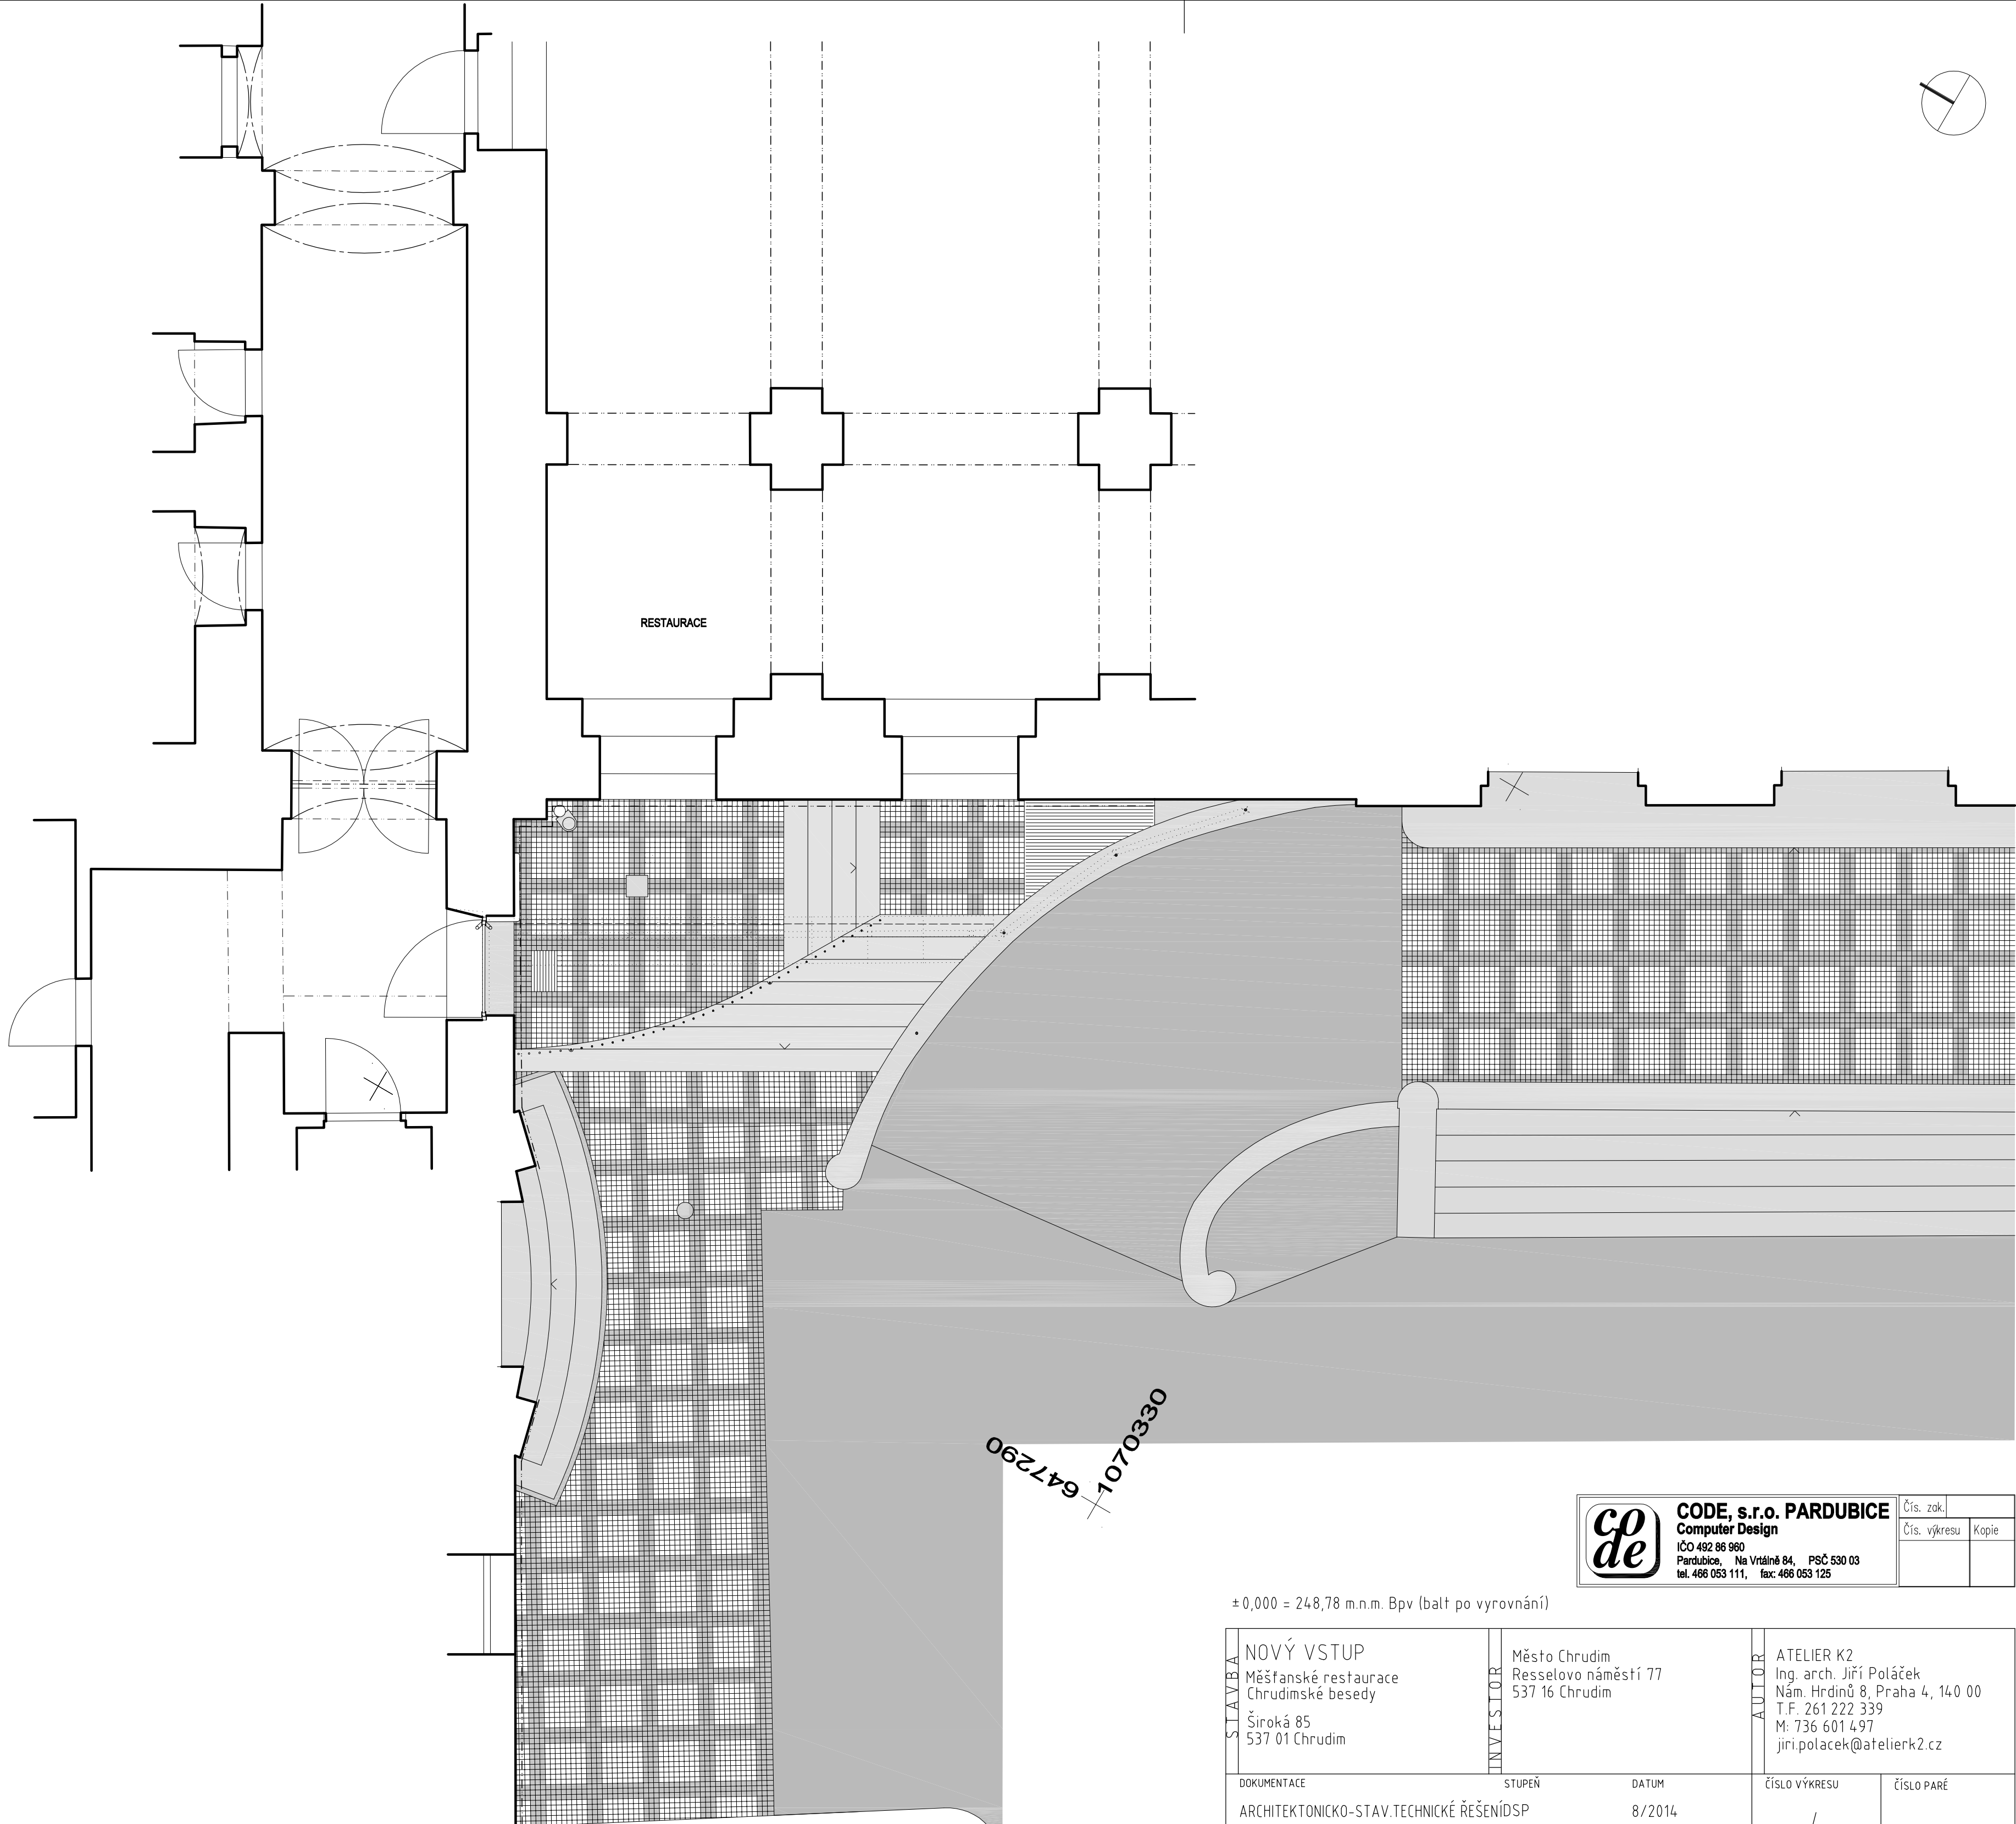 RESTAURACE
647290
1070330
co
de
CODE, s.r.o. PARDUBICE
Computer Design
IČO 492 86 960
Pardubice, Na Vrtálně 84, PSČ 530 03
tel. 466 053 111, fax: 466 053 125
Čís. zak.
Čís. výkresu Kopie
±0,000 = 248,78 m.n.m. Bpv (balt po vyrovnání)
STAVBA
NOVÝ VSTUP
Měšťanské restaurace
Chrudimské besedy
Široká 85
537 01 Chrudim
INVESTOR
Město Chrudim
Resselovo náměstí 77
537 16 Chrudim
AUTOR
ATELIER K2
Ing. arch. Jiří Poláček
Nám. Hrdinů 8, Praha 4, 140 00
T.F. 261 222 339
M: 736 601 497
jiri.polacek@atelierk2.cz
DOKUMENTACE STUPEŇ DATUM ČÍSLO VÝKRESU ČÍSLO PARÉ
ARCHITEKTONICKO-STAV.TECHNICKÉ ŘEŠENÍ DSP 8/2014